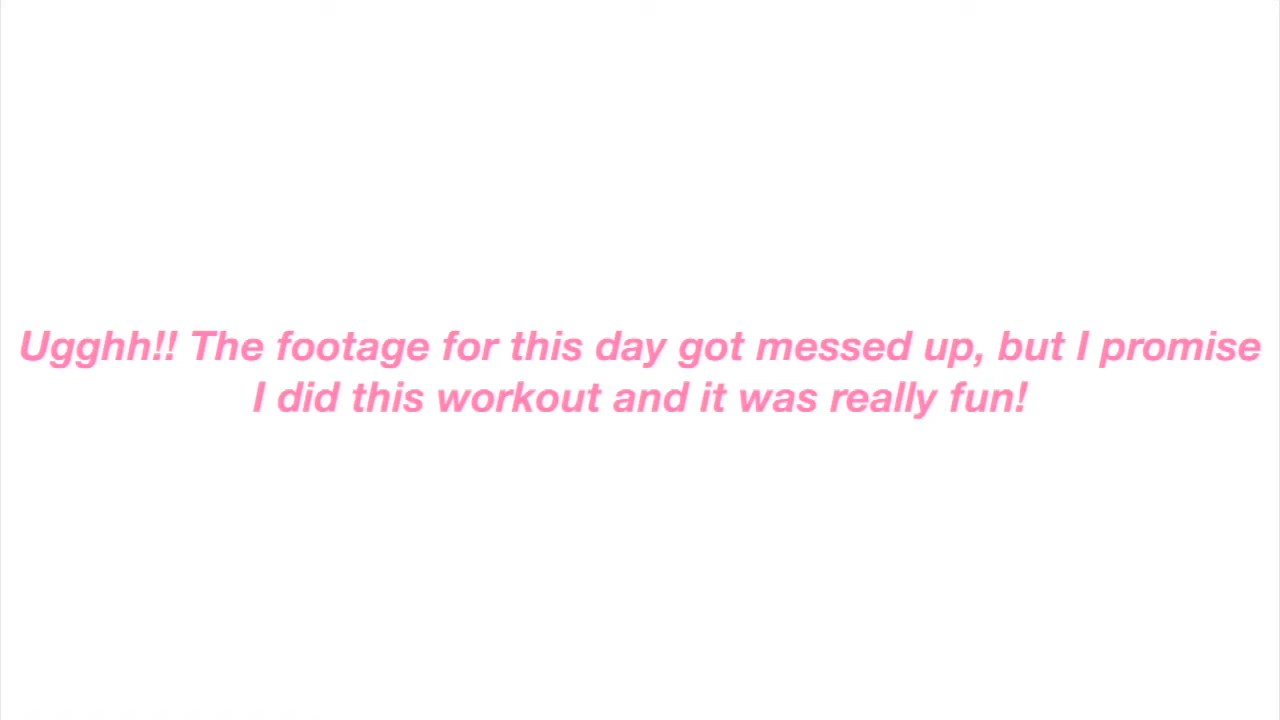 Ugghh!! The footage for this day got messed up, but I promise
I did this workout and it was really fun!